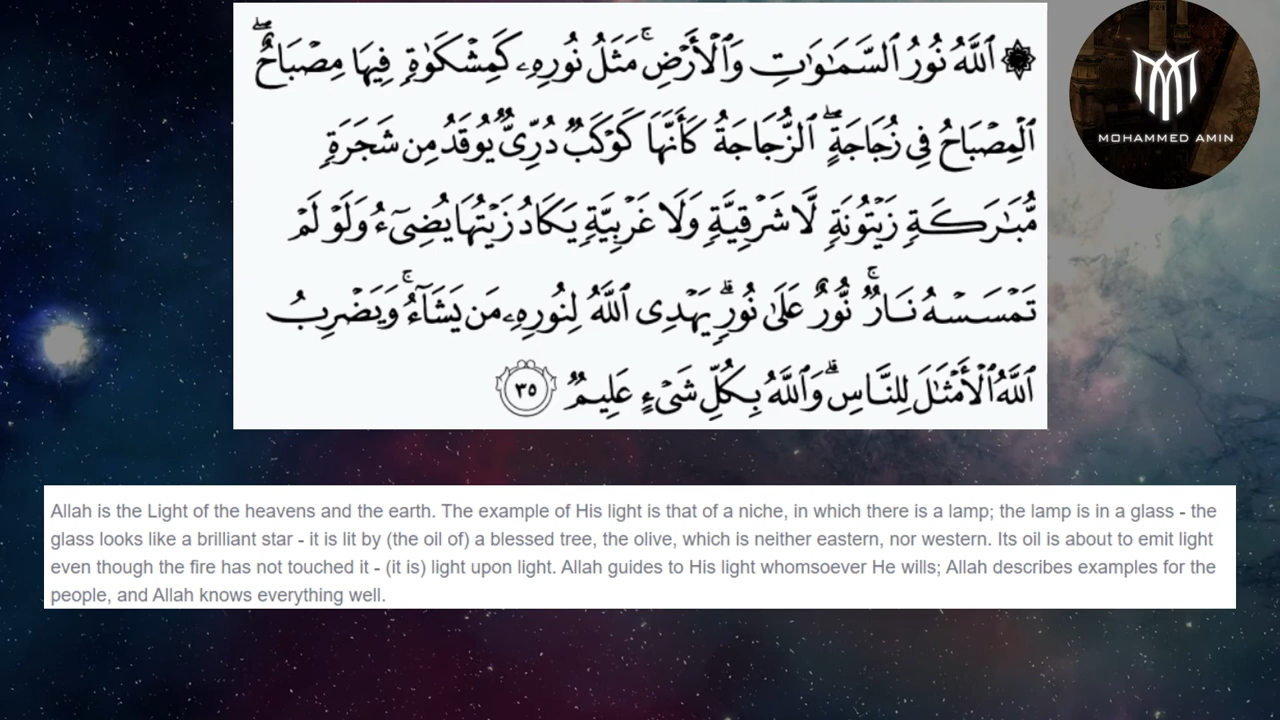 ۞ ٱللَّهُ نُورُ ٱلسَّمَٰوَٰتِ وَٱلْأَرْضِ ۚ مَثَلُ نُورِهِۦ كَمِشْكَوٰةٍ فِيهَا مِصْبَاحٌ ۖ
ٱلْمِصْبَاحُ فِى زُجَاجَةٍ ۖ ٱلزُّجَاجَةُ كَأَنَّهَا كَوْكَبٌ دُرِّىٌّ يُوقَدُ مِن شَجَرَةٍ
مُّبَٰرَكَةٍ زَيْتُونَةٍ لَّا شَرْقِيَّةٍ وَلَا غَرْبِيَّةٍ يَكَادُ زَيْتُهَا يُضِىٓءُ وَلَوْ لَمْ
تَمْسَسْهُ نَارٌ ۚ نُّورٌ عَلَىٰ نُورٍ ۗ يَهْدِى ٱللَّهُ لِنُورِهِۦ مَن يَشَآءُ ۚ وَيَضْرِبُ
ٱللَّهُ ٱلْأَمْثَٰلَ لِلنَّاسِ ۗ وَٱللَّهُ بِكُلِّ شَىْءٍ عَلِيمٌ ٣٥
MOHAMMED AMIN
Allah is the Light of the heavens and the earth. The example of His light is that of a niche, in which there is a lamp; the lamp is in a glass - the
glass looks like a brilliant star - it is lit by (the oil of) a blessed tree, the olive, which is neither eastern, nor western. Its oil is about to emit light
even though the fire has not touched it - (it is) light upon light. Allah guides to His light whomsoever He wills; Allah describes examples for the
people, and Allah knows everything well.